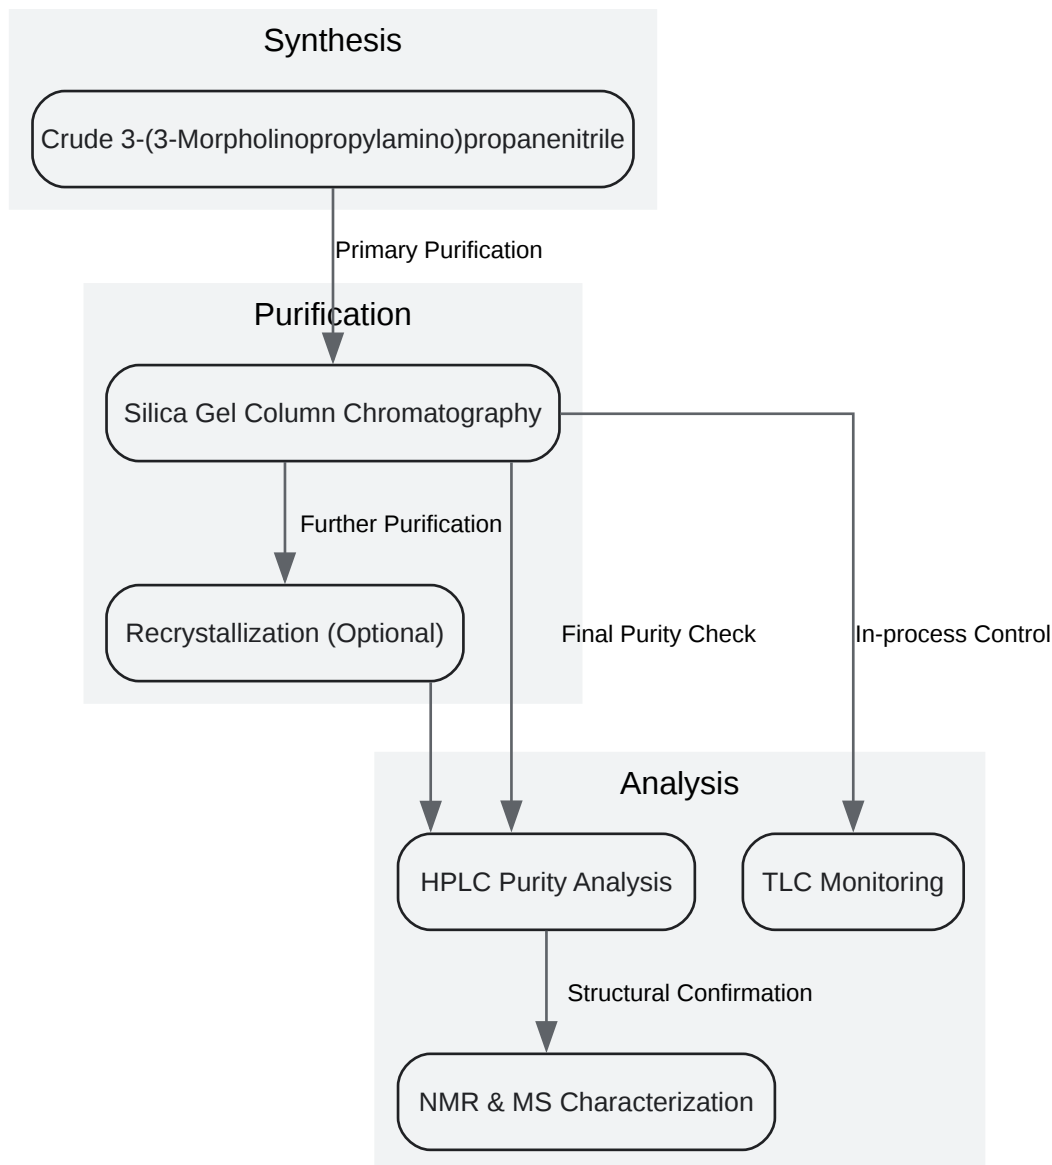 Synthesis
Crude 3-(3-Morpholinopropylamino)propanenitrile
Primary Purification
Purification
Silica Gel Column Chromatography
Further Purification
Recrystallization (Optional)
Final Purity Check
In-process Control
Analysis
HPLC Purity Analysis
TLC Monitoring
Structural Confirmation
NMR & MS Characterization